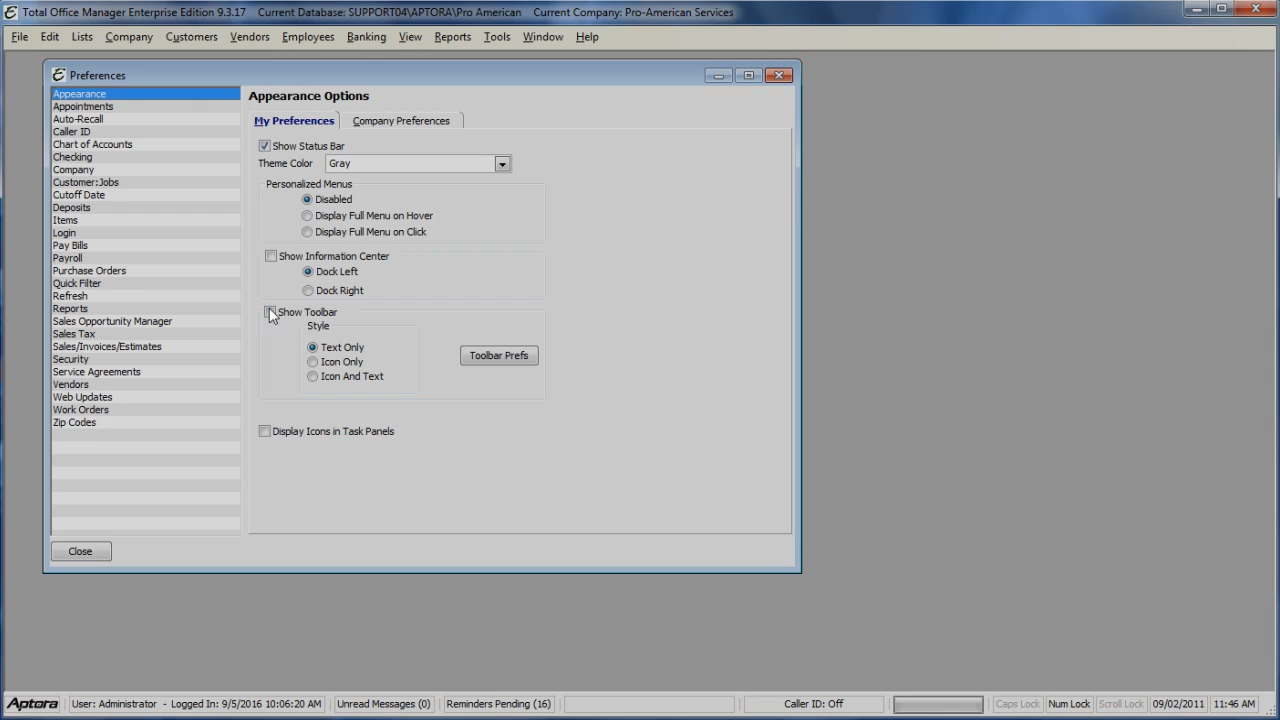 Total Office Manager Enterprise Edition 9.3.17 Current Database: SUPPORT04\APTORA\Pro American Current Company: Pro-American Services
File Edit Lists Company Customers Vendors Employees Banking View Reports Tools Window Help
Preferences
Appearance
Appointments
Auto-Recall
Caller ID
Chart of Accounts
Checking
Company
Customer:Jobs
Cutoff Date
Deposits
Items
Login
Pay Bills
Payroll
Purchase Orders
Quick Filter
Refresh
Reports
Sales Opportunity Manager
Sales Tax
Sales/Invoices/Estimates
Security
Service Agreements
Vendors
Web Updates
Work Orders
Zip Codes
Close
Appearance Options
My Preferences Company Preferences
Show Status Bar
Theme Color Gray
Personalized Menus
Disabled
Display Full Menu on Hover
Display Full Menu on Click
Show Information Center
Dock Left
Dock Right
Show Toolbar
Style
Text Only
Icon Only
Icon And Text
Toolbar Prefs
Display Icons in Task Panels
Aptora User: Administrator - Logged In: 9/5/2016 10:06:20 AM Unread Messages (0) Reminders Pending (16) Caller ID: Off Caps Lock Num Lock Scroll Lock 09/02/2011 11:46 AM